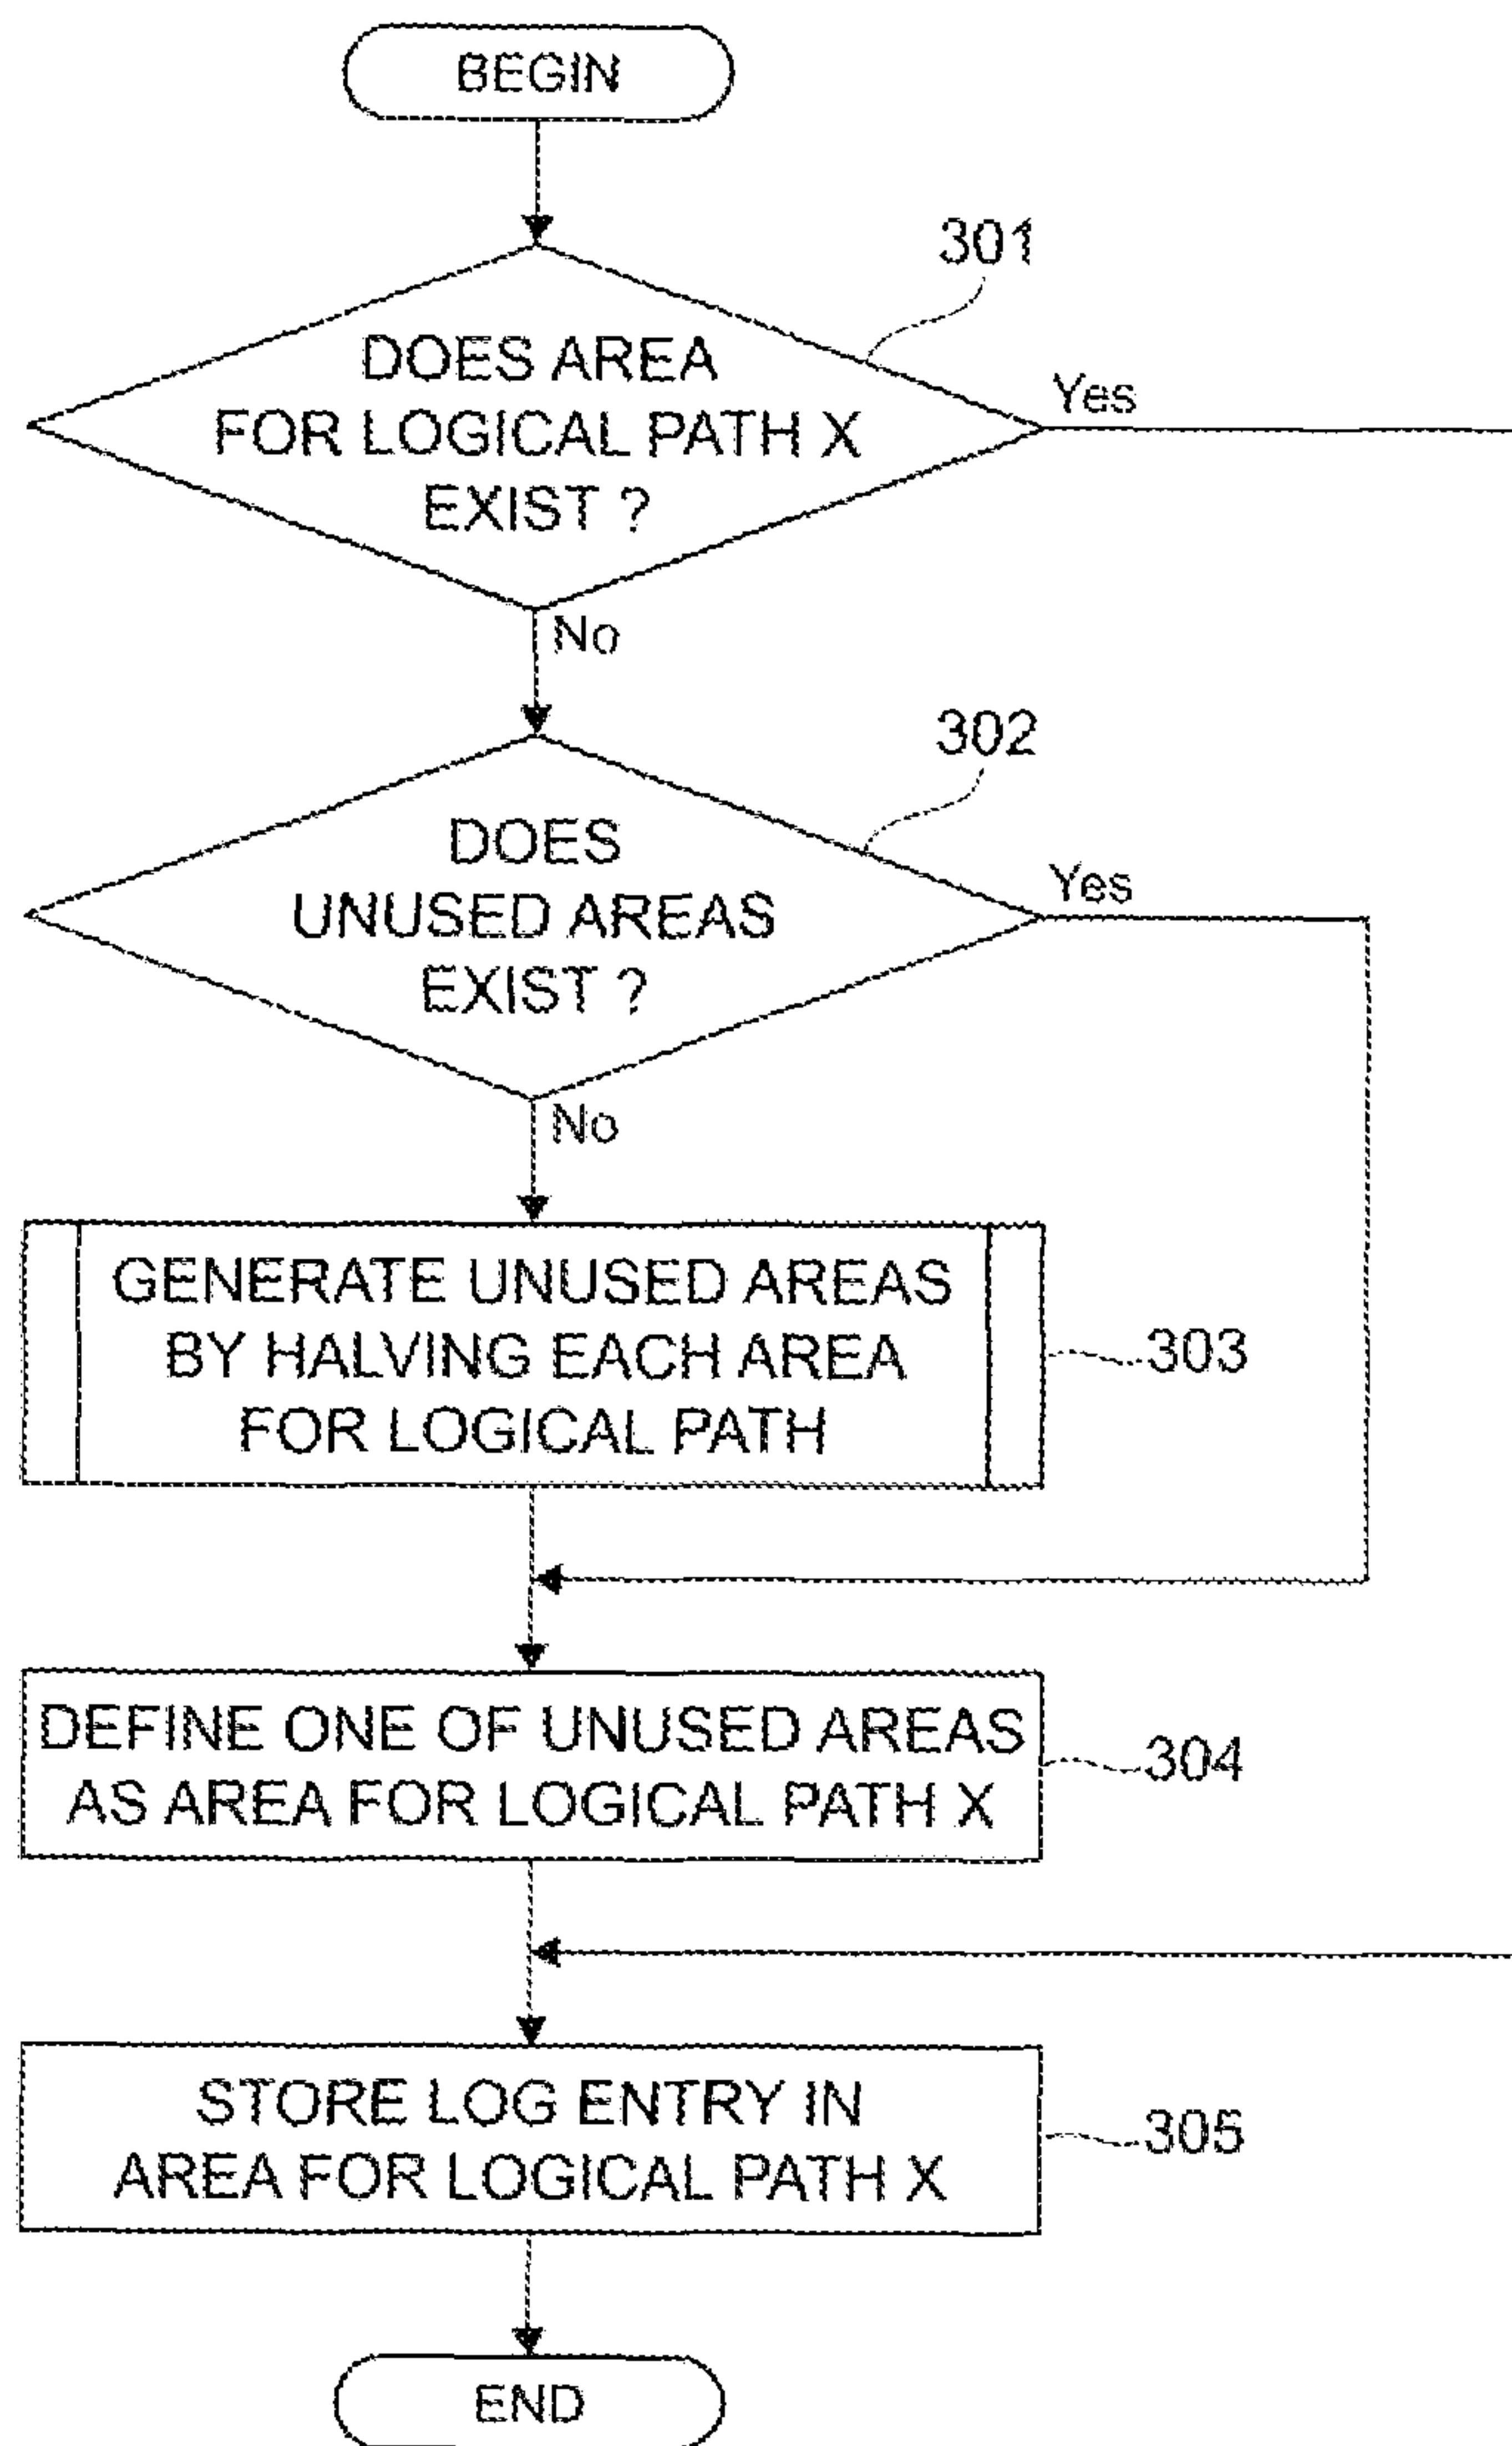 BEGIN
301
DOES AREA
FOR LOGICAL PATH X
EXIST ?
Yes
No
302
DOES
UNUSED AREAS
EXIST ?
Yes
No
GENERATE UNUSED AREAS
BY HALVING EACH AREA
FOR LOGICAL PATH
303
DEFINE ONE OF UNUSED AREAS
AS AREA FOR LOGICAL PATH X
304
STORE LOG ENTRY IN
AREA FOR LOGICAL PATH X
305
END